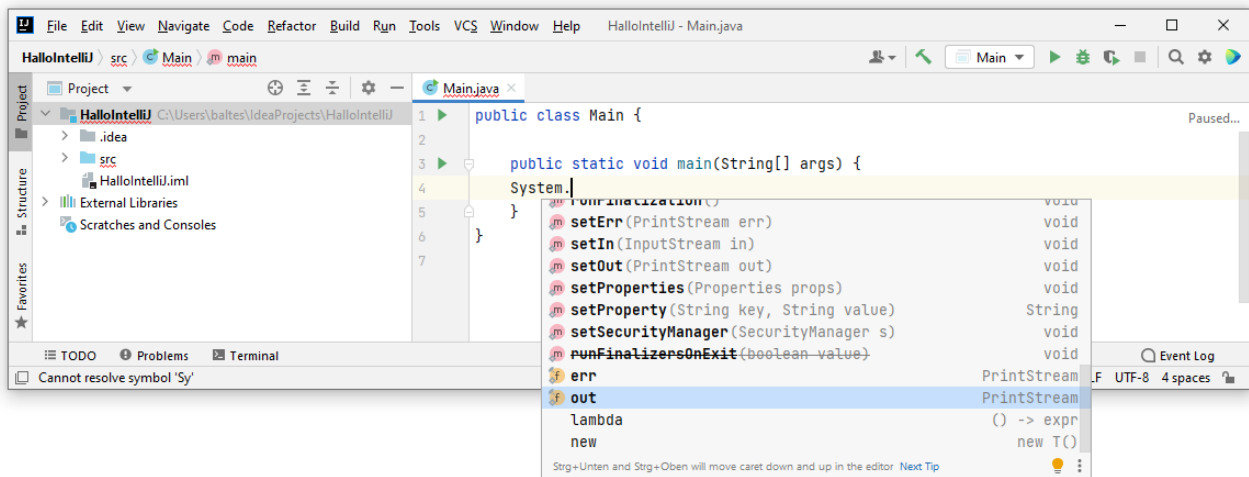 File Edit View Navigate Code Refactor Build Run Tools VCS Window Help HalloIntelliJ - Main.java
HalloIntelliJ src Main main Main
Project Main.java
HalloIntelliJ C:\Users\baltes\IdeaProjects\HalloIntelliJ
.idea
src
HalloIntelliJ.iml
External Libraries
Scratches and Consoles
Project
Structure
Favorites
1 public class Main {
Paused...
2
3 public static void main(String[] args) {
4 System.
5 }
6 }
7
runFinalization() void
setErr(PrintStream err) void
setIn(InputStream in) void
setOut(PrintStream out) void
setProperties(Properties props) void
setProperty(String key, String value) String
setSecurityManager(SecurityManager s) void
runFinalizersOnExit(boolean value) void
err PrintStream
out PrintStream
lambda () -> expr
new new T()
Strg+Unten and Strg+Oben will move caret down and up in the editor Next Tip
TODO Problems Terminal Event Log
Cannot resolve symbol 'Sy' LF UTF-8 4 spaces